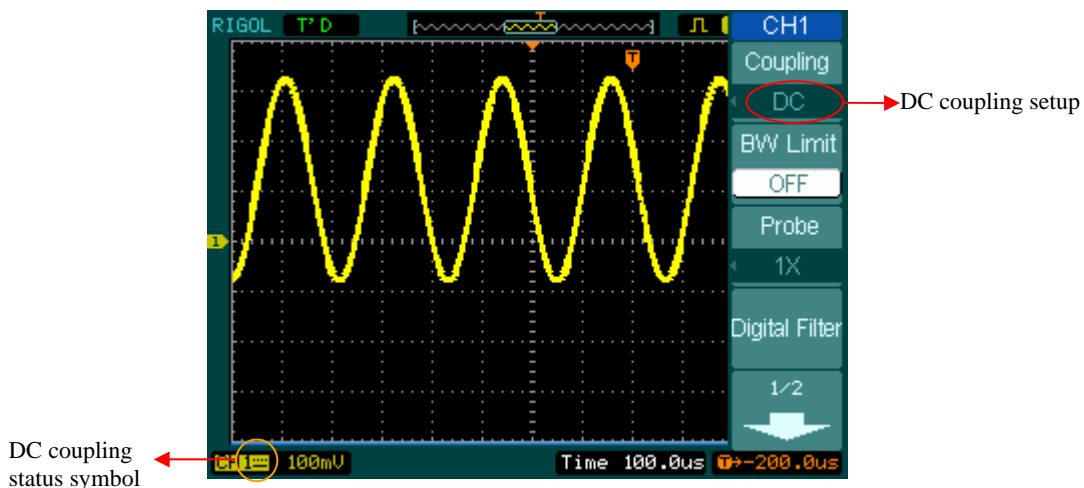 RIGOL T'D T CH1
Coupling
T
DC
DC coupling setup
BW Limit
OFF
Probe
1
1X
Digital Filter
1/2
DC coupling
status symbol
CH1 100mV Time 100.0us T→-200.0us